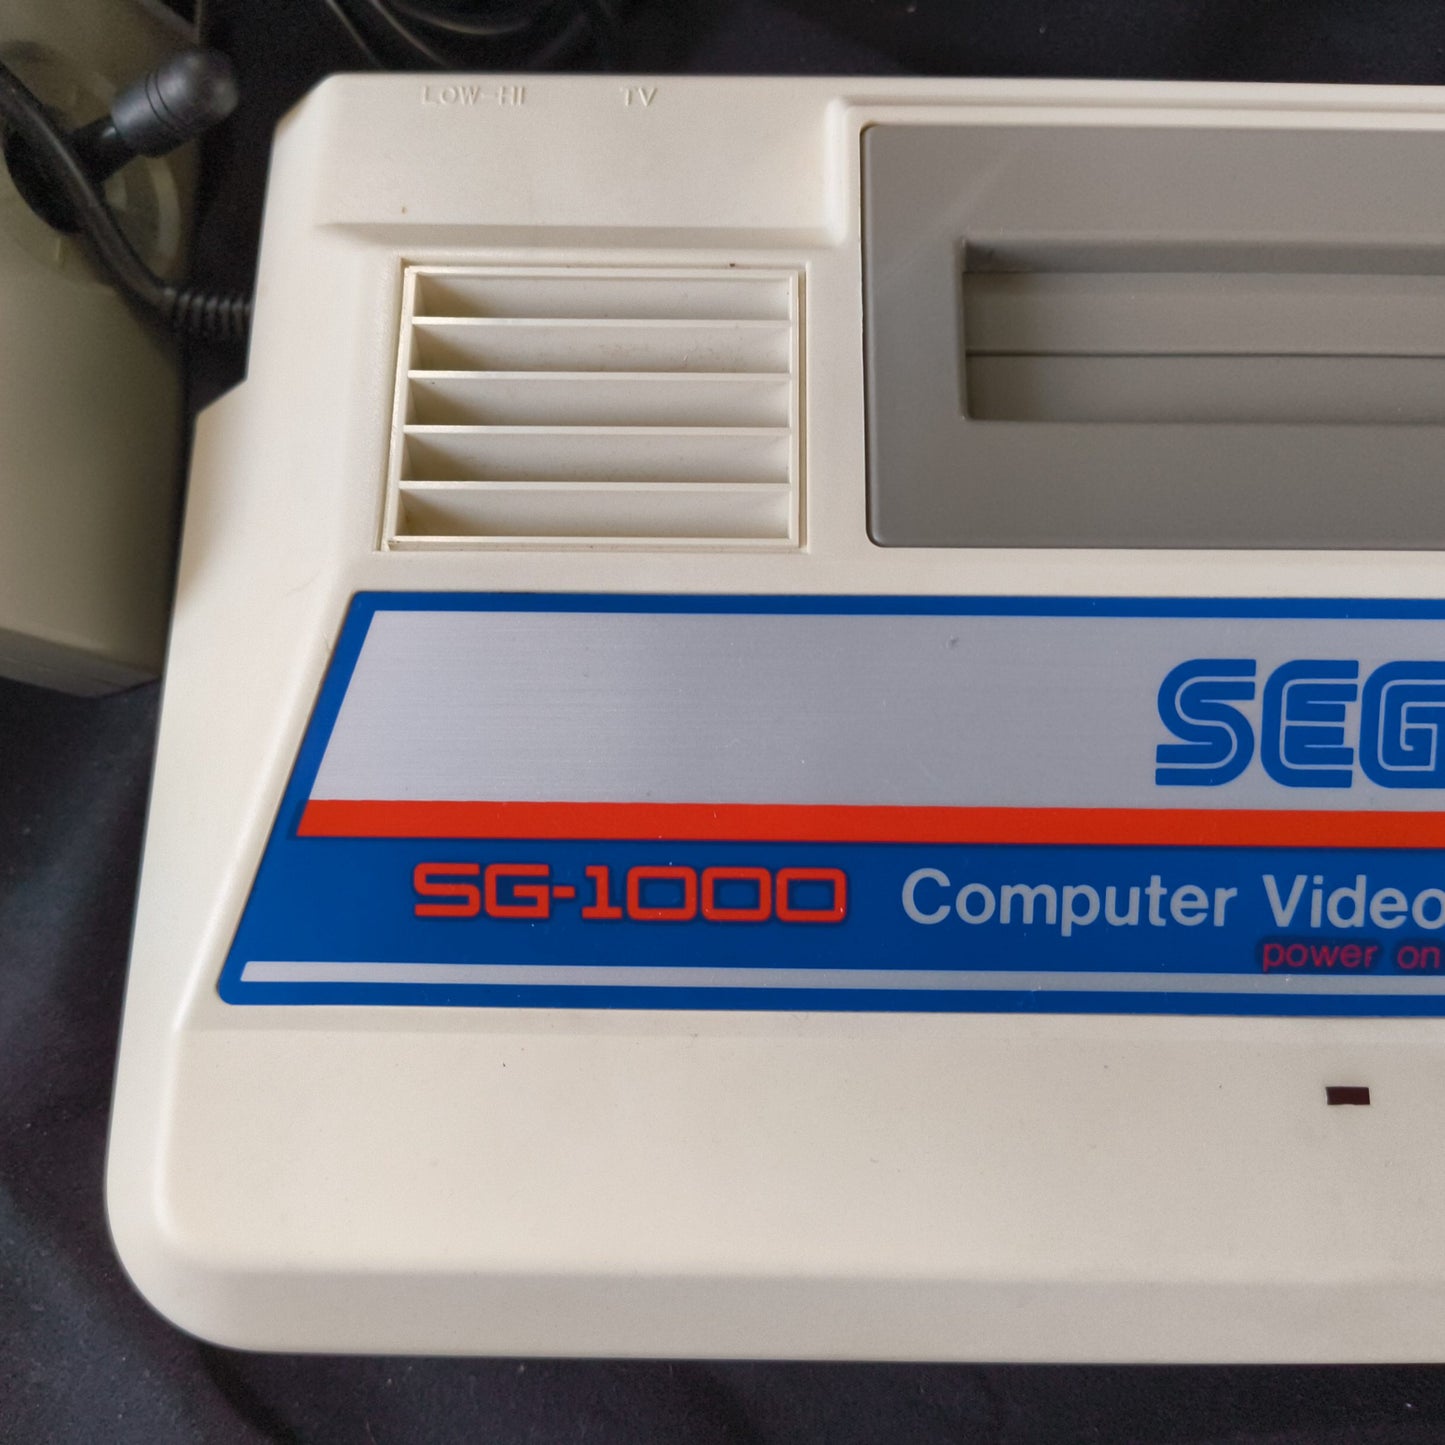 LOW-HI TV
SEG
SG-1000 Computer Video
power on